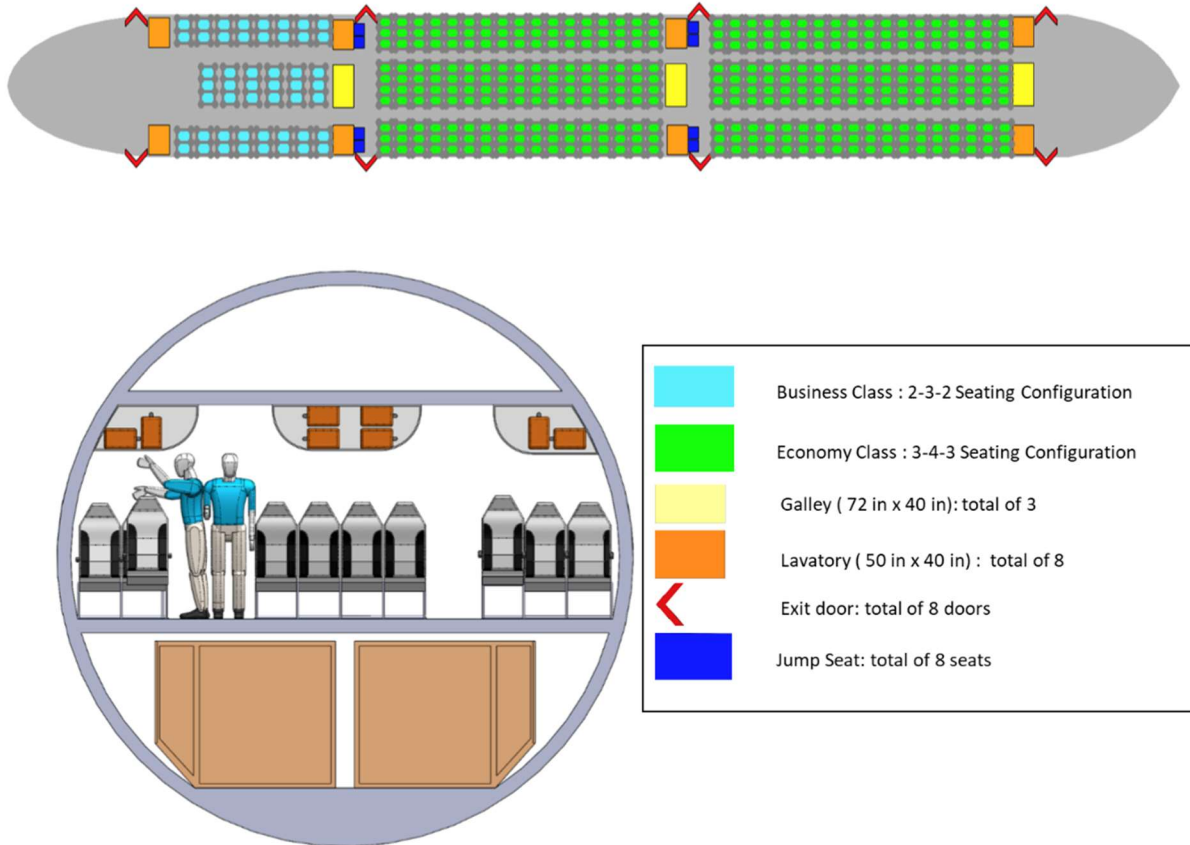 Business Class : 2-3-2 Seating Configuration
Economy Class : 3-4-3 Seating Configuration
Galley ( 72 in x 40 in): total of 3
Lavatory ( 50 in x 40 in) : total of 8
Exit door: total of 8 doors
Jump Seat: total of 8 seats